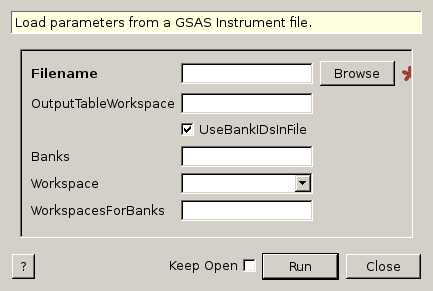 Load parameters from a GSAS Instrument file.
Filename Browse
OutputTableWorkspace
UseBankIDsInFile
Banks
Workspace
WorkspacesForBanks
? Keep Open Run Close